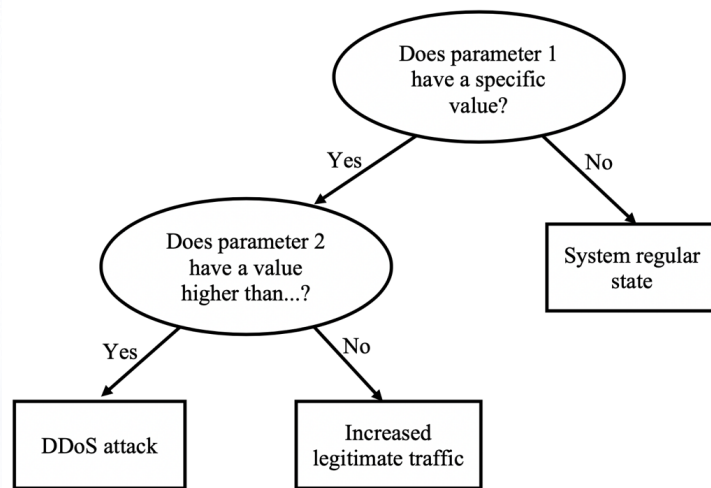 Does parameter 1
have a specific
value?
Yes
No
Does parameter 2
have a value
higher than...?
System regular
state
Yes
No
DDoS attack
Increased
legitimate traffic